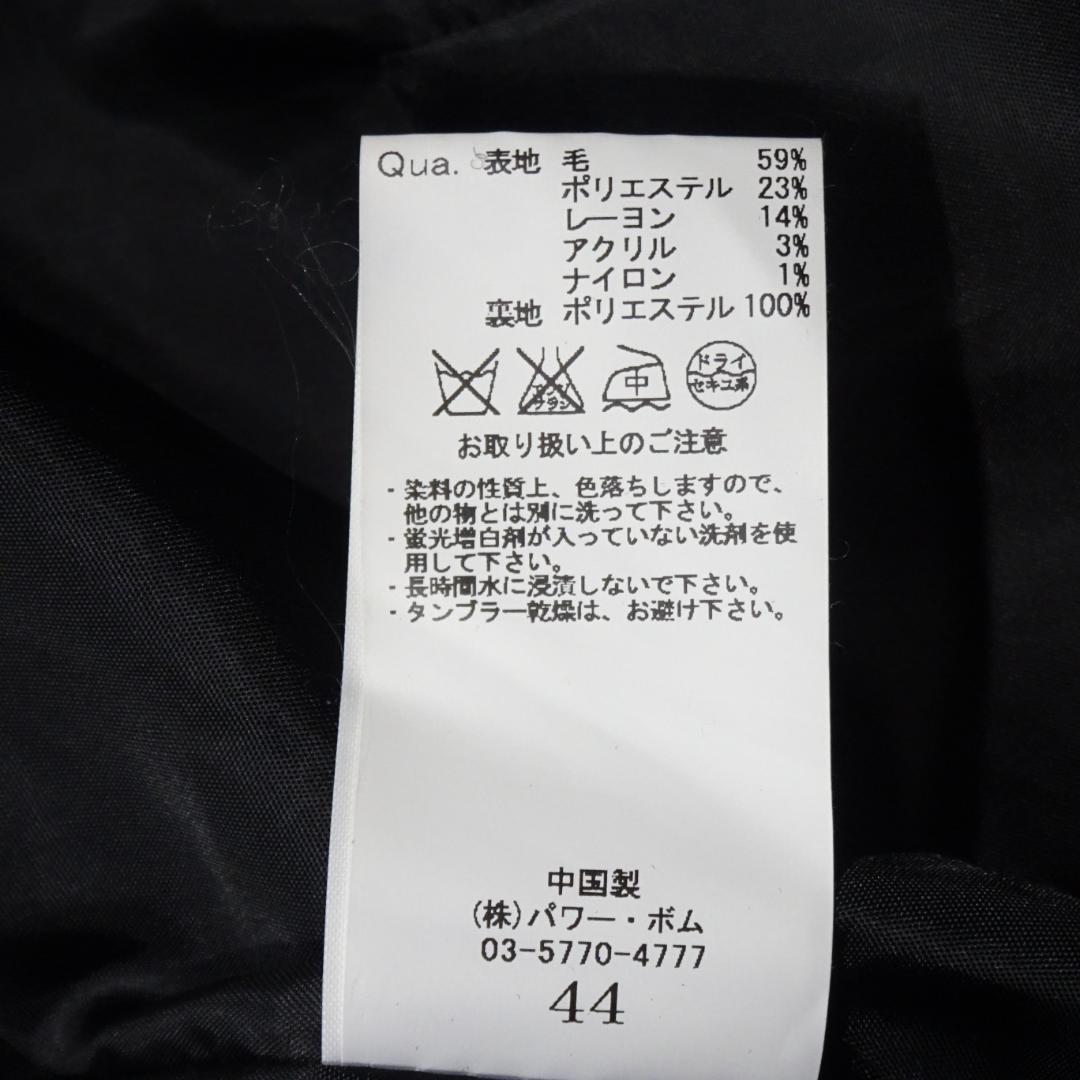 Qua. 表地 毛 59%
ポリエステル 23%
レーヨン 14%
アクリル 3%
ナイロン 1%
裏地 ポリエステル 100%
エンソ
サラシ
中
ドライ
セキユ系
お取り扱い上のご注意
・染料の性質上、色落ちしますので、
他の物とは別に洗って下さい。
・蛍光増白剤が入っていない洗剤を使
用して下さい。
・長時間水に浸漬しないで下さい。
・タンブラー乾燥は、お避け下さい。
中国製
(株)パワー・ボム
03-5770-4777
44